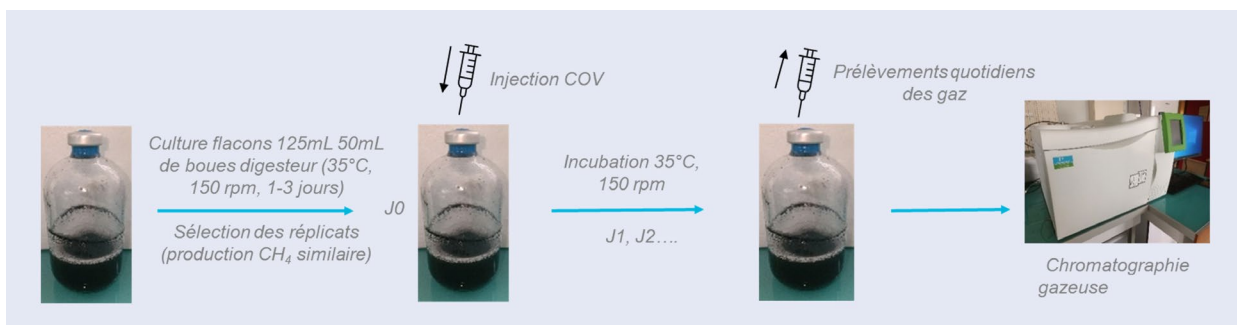 Injection COV
Prélèvements quotidiens
des gaz
Culture flacons 125mL 50mL
de boues digesteur (35°C,
150 rpm, 1-3 jours)
Sélection des réplicats
(production CH₄ similaire)
J0
Incubation 35°C,
150 rpm
J1, J2….
Chromatographie
gazeuse